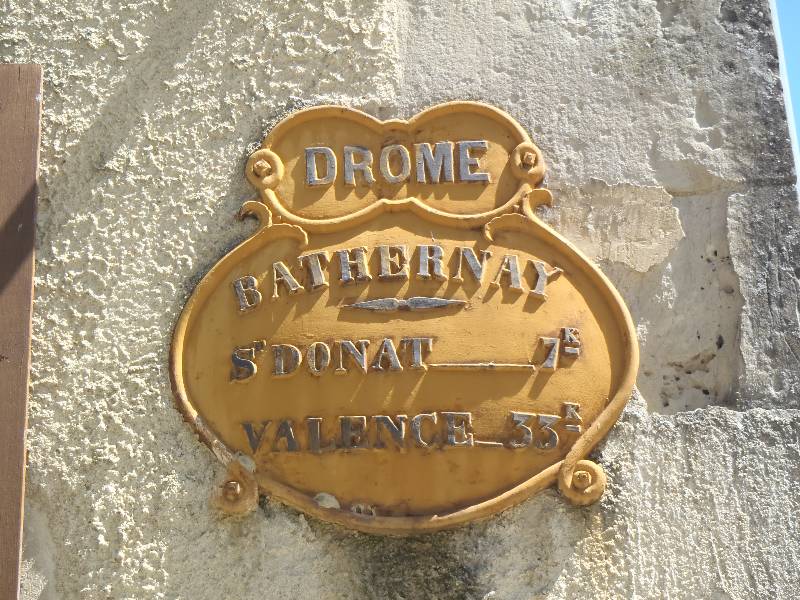 DROME
BATHERNAY
ST DONAT 7K
VALENCE 33K